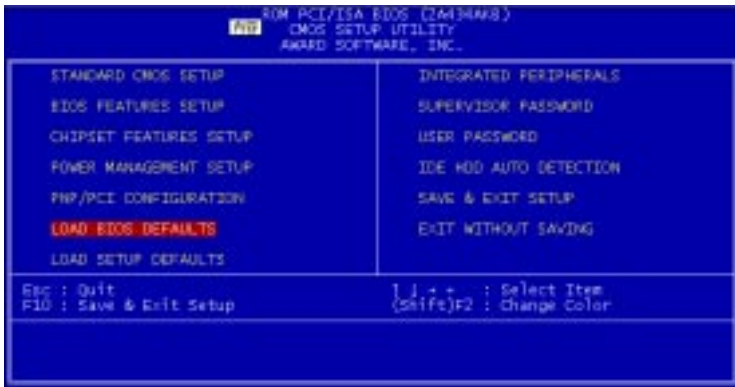 ROM PCI/ISA BIOS (2A434AK8)
CMOS SETUP UTILITY
AWARD SOFTWARE, INC.
STANDARD CMOS SETUP
BIOS FEATURES SETUP
CHIPSET FEATURES SETUP
POWER MANAGEMENT SETUP
PNP/PCI CONFIGURATION
LOAD BIOS DEFAULTS
LOAD SETUP DEFAULTS
INTEGRATED PERIPHERALS
SUPERVISOR PASSWORD
USER PASSWORD
IDE HDD AUTO DETECTION
SAVE & EXIT SETUP
EXIT WITHOUT SAVING
Esc : Quit
F10 : Save & Exit Setup
: Select Item
(Shift)F2 : Change Color